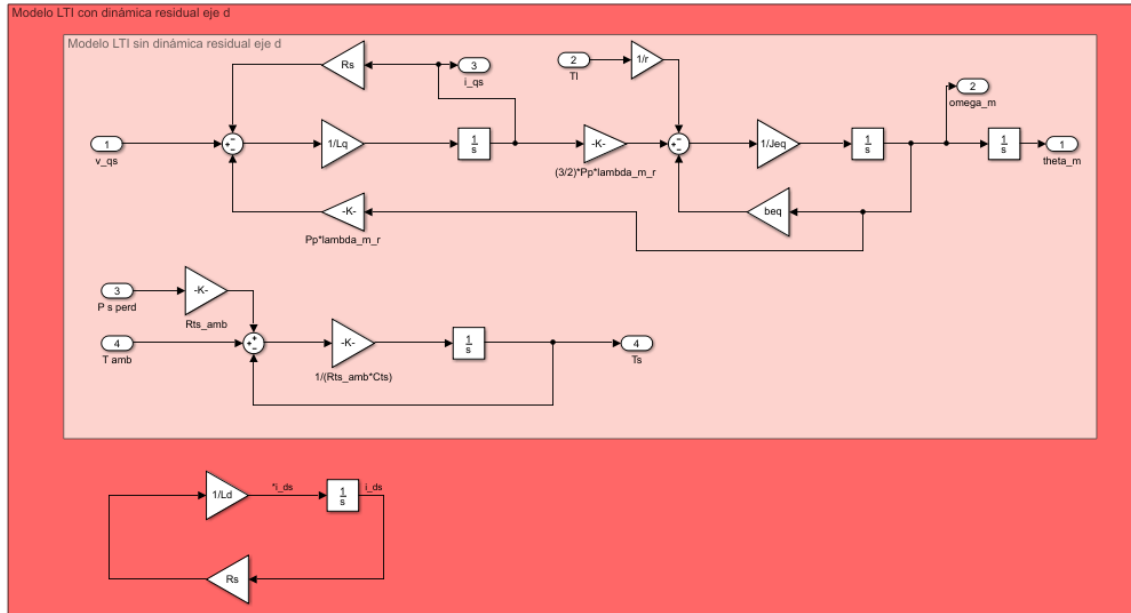 Modelo LTI con dinámica residual eje d
Modelo LTI sin dinámica residual eje d
Rs
3
i_qs
2
Tl
1/r
2
omega_m
1
v_qs
1/Lq
1
s
-K-
(3/2)*Pp*lambda_m_r
1/Jeq
1
s
1
s
1
theta_m
beq
-K-
Pp*lambda_m_r
3
P s perd
-K-
Rts_amb
4
T amb
-K-
1/(Rts_amb*Cts)
1
s
4
Ts
1/Ld
*i_ds
1
s
i_ds
Rs